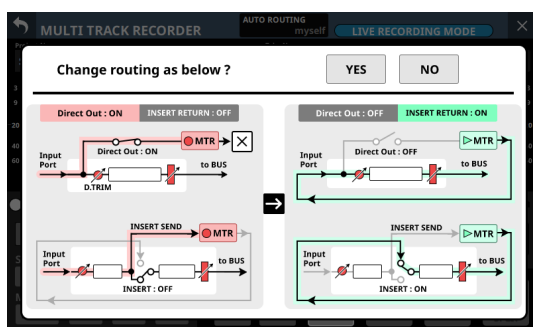 MULTI TRACK RECORDER
AUTO ROUTING
myself
LIVE RECORDING MODE
Change routing as below ?
YES
NO
Direct Out : ON
INSERT RETURN : OFF
MTR
Input
Port
Direct Out : ON
to BUS
D.TRIM
INSERT SEND
MTR
Input
Port
to BUS
INSERT : OFF
Direct Out : OFF
INSERT RETURN : ON
MTR
Input
Port
Direct Out : OFF
to BUS
INSERT SEND
MTR
Input
Port
to BUS
INSERT : ON